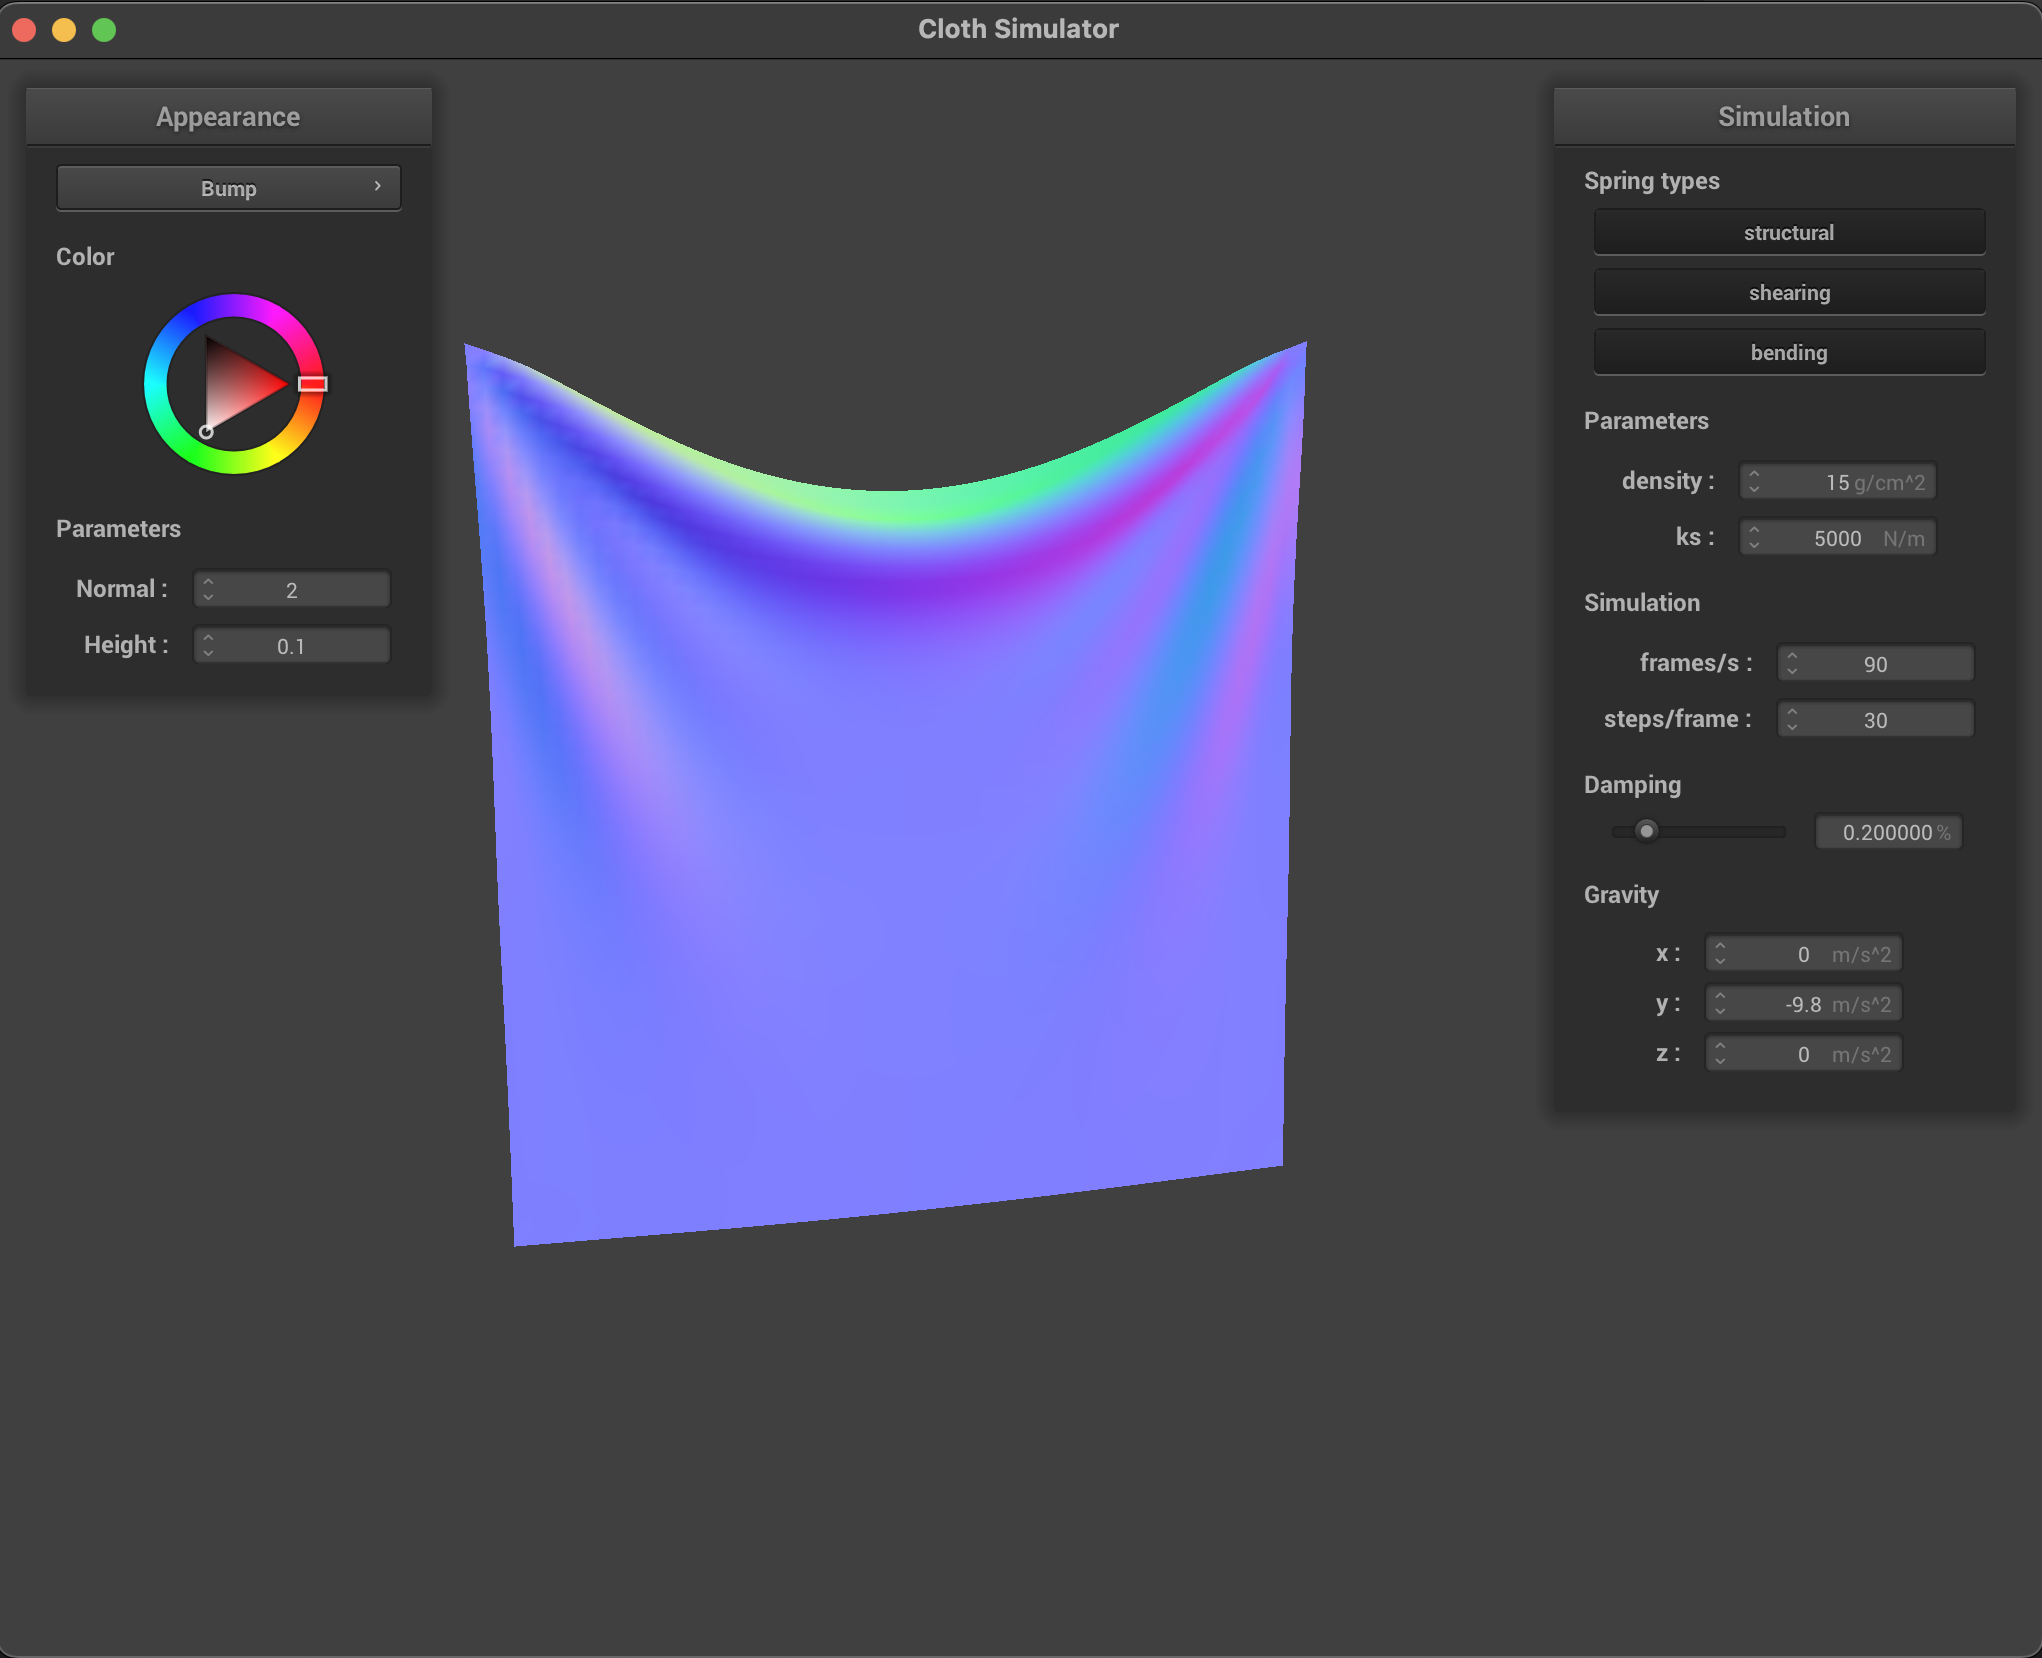 Cloth Simulator
Appearance
Bump
Color
Parameters
Normal : 2
Height : 0.1
Simulation
Spring types
structural
shearing
bending
Parameters
density : 15 g/cm^2
ks : 5000 N/m
Simulation
frames/s : 90
steps/frame : 30
Damping
0.200000 %
Gravity
x : 0 m/s^2
y : -9.8 m/s^2
z : 0 m/s^2